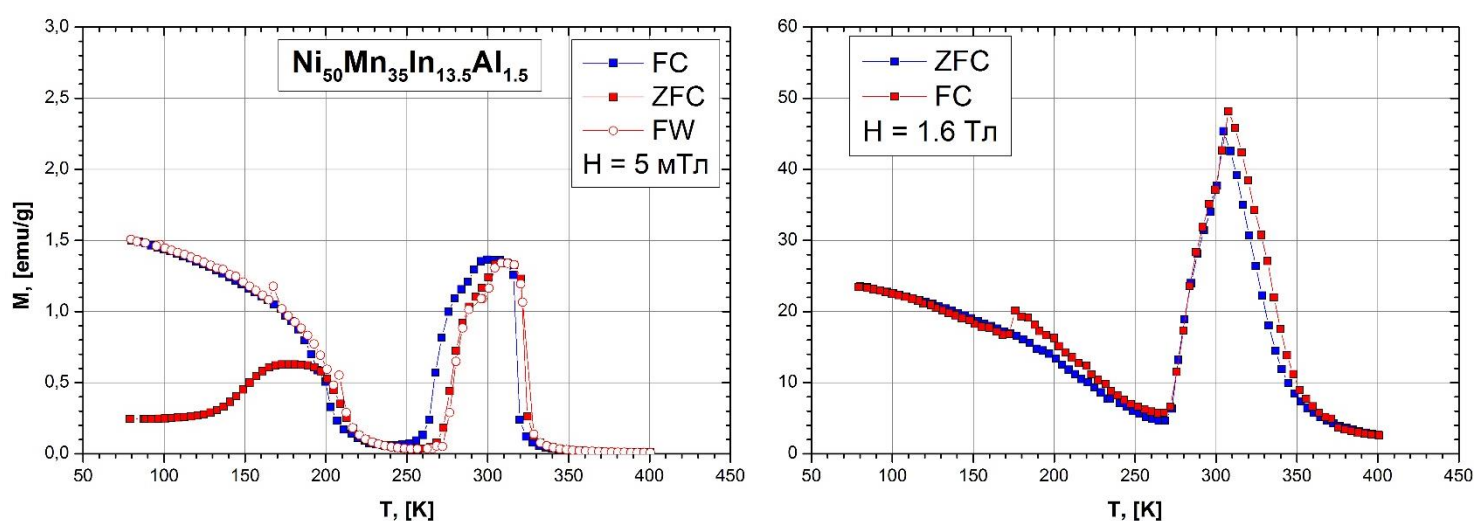 3,0
2,5
2,0
1,5
1,0
0,5
0,0
M, [emu/g]
Ni50Mn35In13.5Al1.5
FC
ZFC
FW
H = 5 мТл
50 100 150 200 250 300 350 400 450
T, [K]
60
50
40
30
20
10
0
ZFC
FC
H = 1.6 Тл
50 100 150 200 250 300 350 400 450
T, [K]